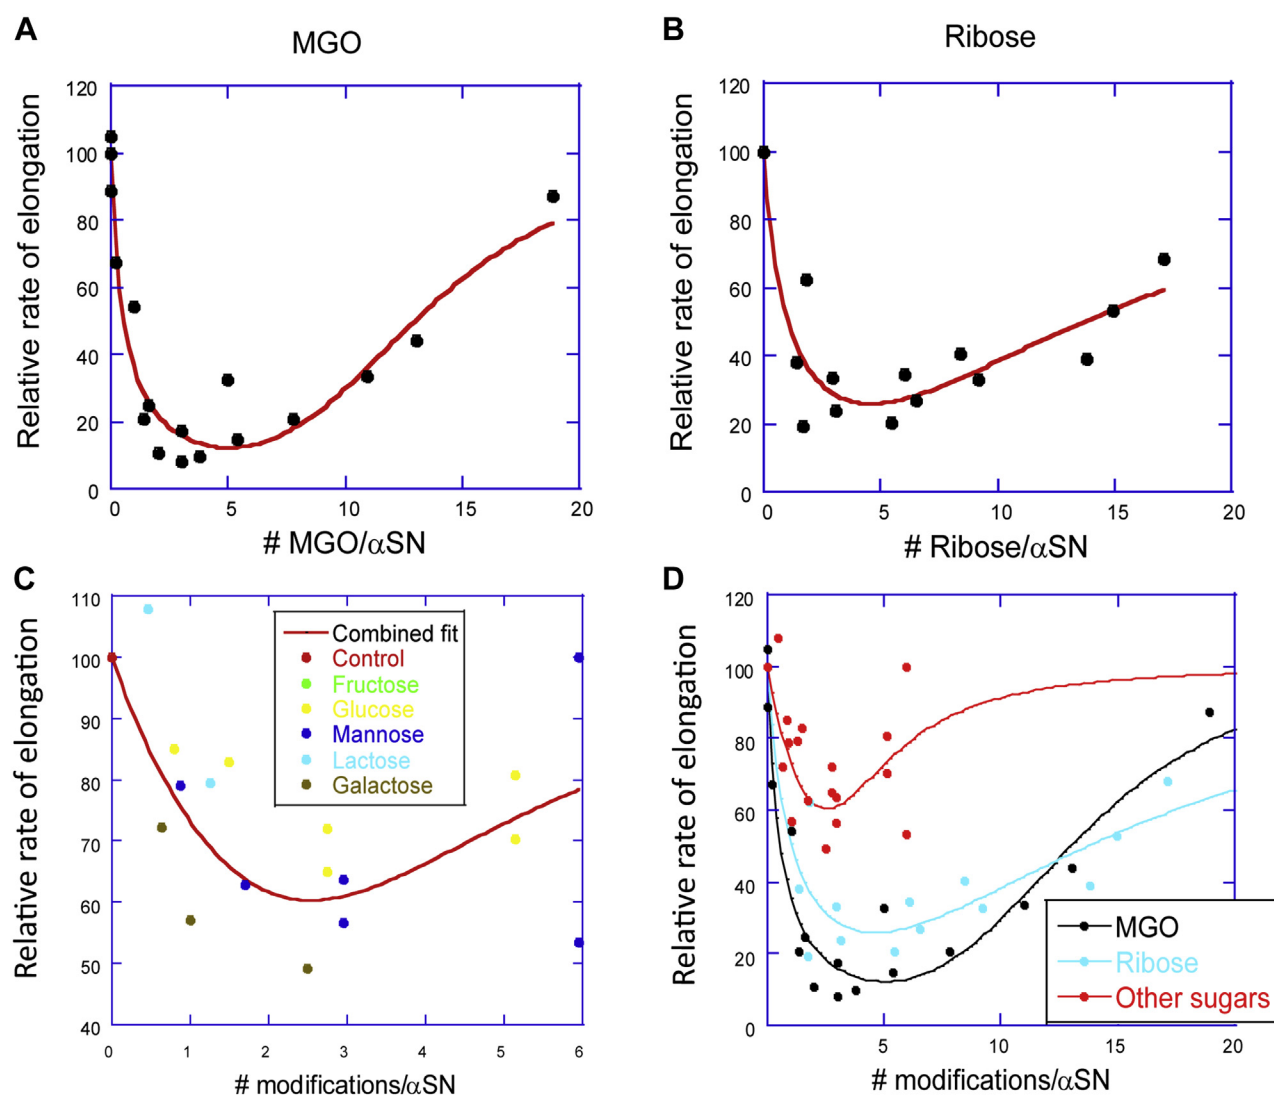 A
MGO
Relative rate of elongation
120
100
80
60
40
20
0
0 5 10 15 20
# MGO/αSN
B
Ribose
Relative rate of elongation
120
100
80
60
40
20
0
0 5 10 15 20
# Ribose/αSN
C
Relative rate of elongation
110
100
90
80
70
60
50
40
Combined fit
Control
Fructose
Glucose
Mannose
Lactose
Galactose
0 1 2 3 4 5 6
# modifications/αSN
D
Relative rate of elongation
120
100
80
60
40
20
0
MGO
Ribose
Other sugars
5 10 15 20
# modifications/αSN